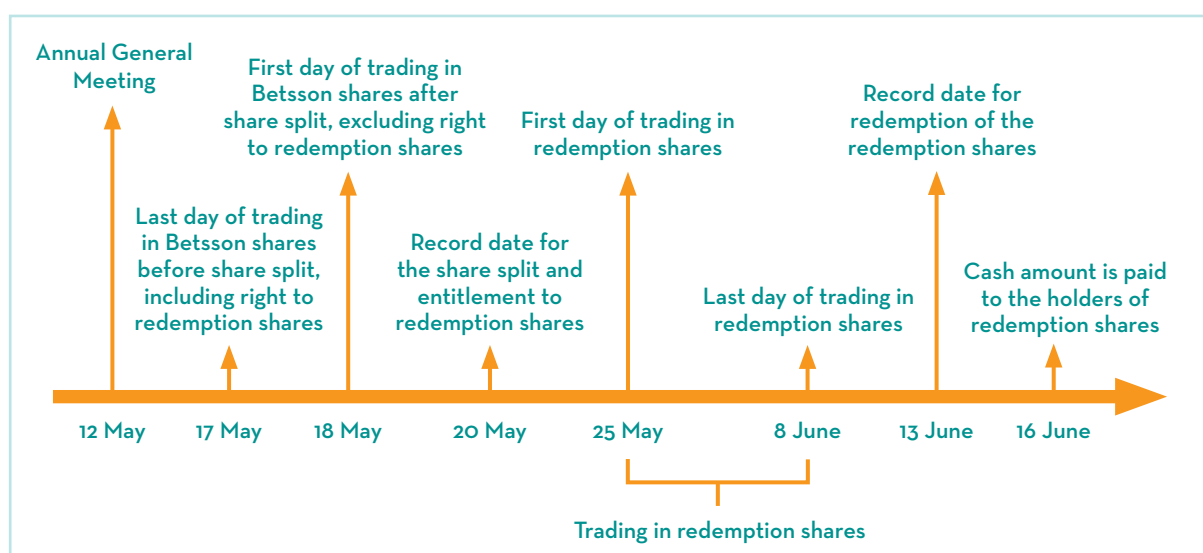 Annual General
Meeting
Last day of trading
in Betsson shares
before share split,
including right to
redemption shares
First day of trading in
Betsson shares after
share split, excluding right
to redemption shares
Record date for
the share split and
entitlement to
redemption shares
First day of trading in
redemption shares
Last day of trading in
redemption shares
Record date for
redemption of the
redemption shares
Cash amount is paid
to the holders of
redemption shares
12 May
17 May
18 May
20 May
25 May
8 June
13 June
16 June
Trading in redemption shares